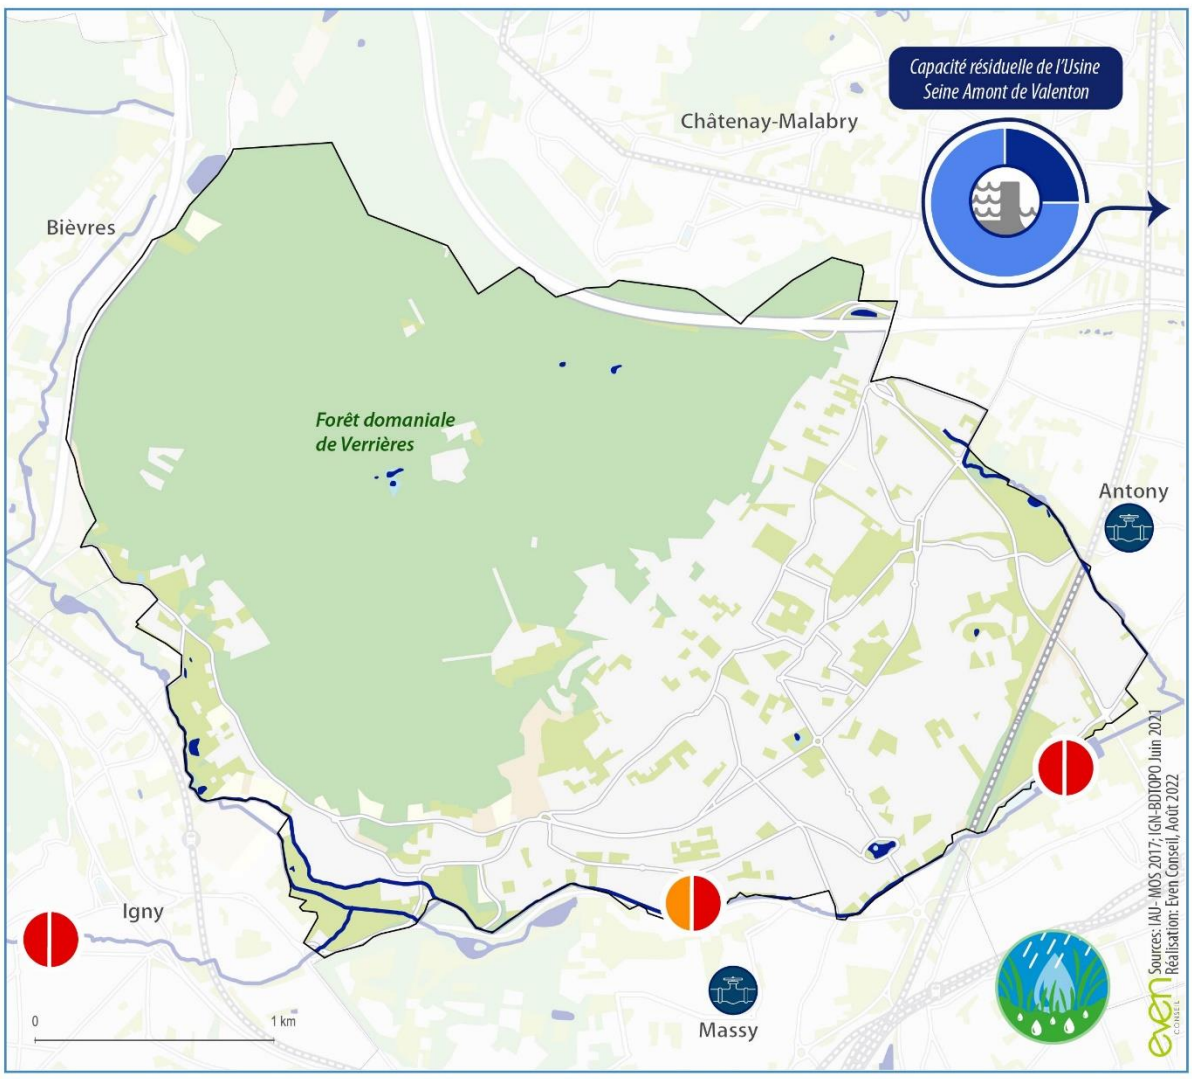 Capacité résiduelle de l'Usine
Seine Amont de Valenton
Châtenay-Malabry
Bièvres
Forêt domaniale
de Verrières
Antony
Igny
Massy
0
1 km
Sources: IAU - MOS 2017; IGN-BDTOPO Juin 2021
Réalisation: Even Conseil, Août 2022
even
CONSEIL